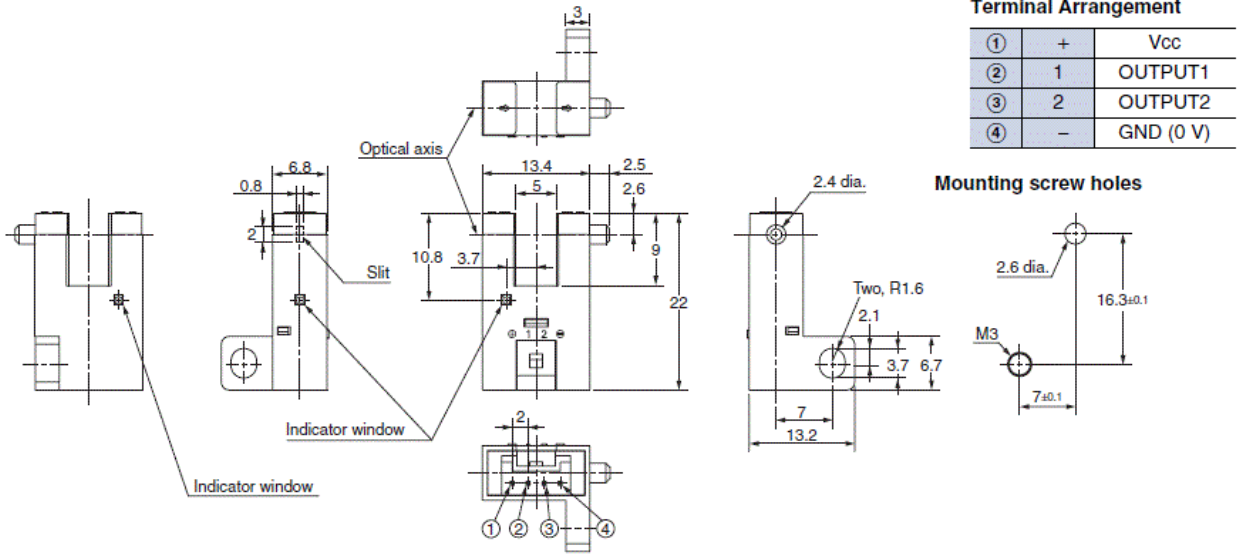 Terminal Arrangement
① + Vcc
② 1 OUTPUT1
③ 2 OUTPUT2
④ − GND (0 V)
3
Optical axis
6.8
0.8
2
Slit
13.4
2.5
5
2.6
10.8
3.7
9
22
⊕ 1 2 ⊖
2.4 dia.
Two, R1.6
2.1
3.7
6.7
7
13.2
Mounting screw holes
2.6 dia.
16.3±0.1
M3
7±0.1
Indicator window
Indicator window
2
① ② ③ ④